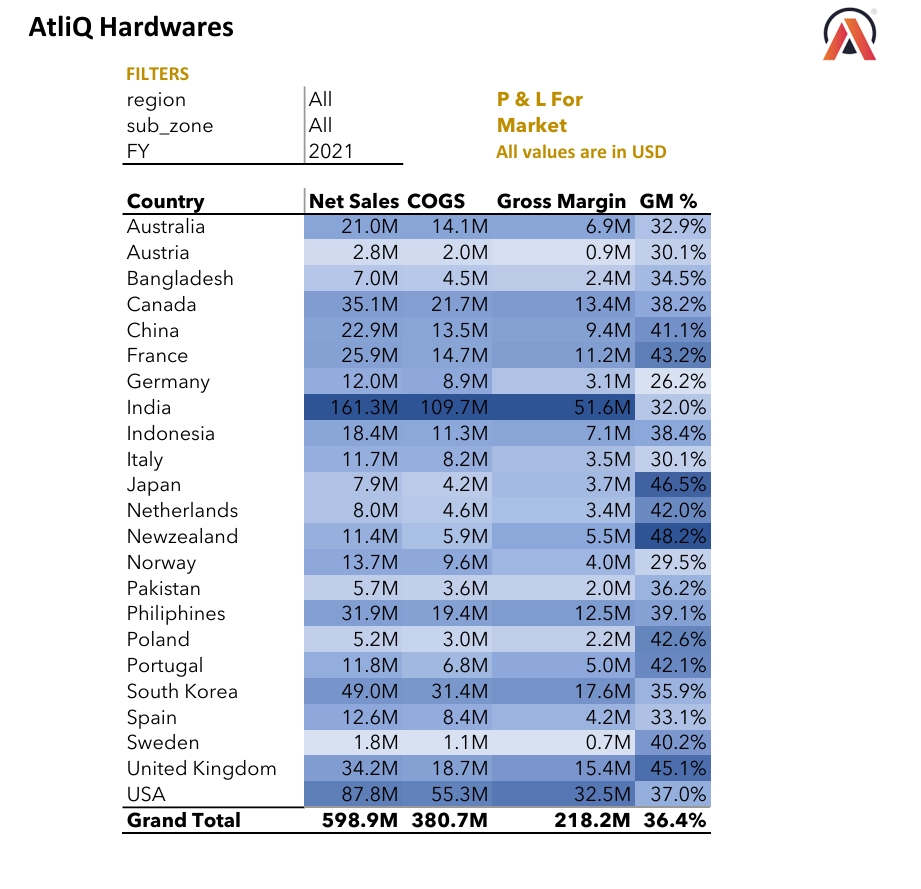 AtliQ Hardwares
FILTERS
region All
sub_zone All
FY 2021
P & L For
Market
All values are in USD
Country Net Sales COGS Gross Margin GM %
Australia 21.0M 14.1M 6.9M 32.9%
Austria 2.8M 2.0M 0.9M 30.1%
Bangladesh 7.0M 4.5M 2.4M 34.5%
Canada 35.1M 21.7M 13.4M 38.2%
China 22.9M 13.5M 9.4M 41.1%
France 25.9M 14.7M 11.2M 43.2%
Germany 12.0M 8.9M 3.1M 26.2%
India 161.3M 109.7M 51.6M 32.0%
Indonesia 18.4M 11.3M 7.1M 38.4%
Italy 11.7M 8.2M 3.5M 30.1%
Japan 7.9M 4.2M 3.7M 46.5%
Netherlands 8.0M 4.6M 3.4M 42.0%
Newzealand 11.4M 5.9M 5.5M 48.2%
Norway 13.7M 9.6M 4.0M 29.5%
Pakistan 5.7M 3.6M 2.0M 36.2%
Philiphines 31.9M 19.4M 12.5M 39.1%
Poland 5.2M 3.0M 2.2M 42.6%
Portugal 11.8M 6.8M 5.0M 42.1%
South Korea 49.0M 31.4M 17.6M 35.9%
Spain 12.6M 8.4M 4.2M 33.1%
Sweden 1.8M 1.1M 0.7M 40.2%
United Kingdom 34.2M 18.7M 15.4M 45.1%
USA 87.8M 55.3M 32.5M 37.0%
Grand Total 598.9M 380.7M 218.2M 36.4%